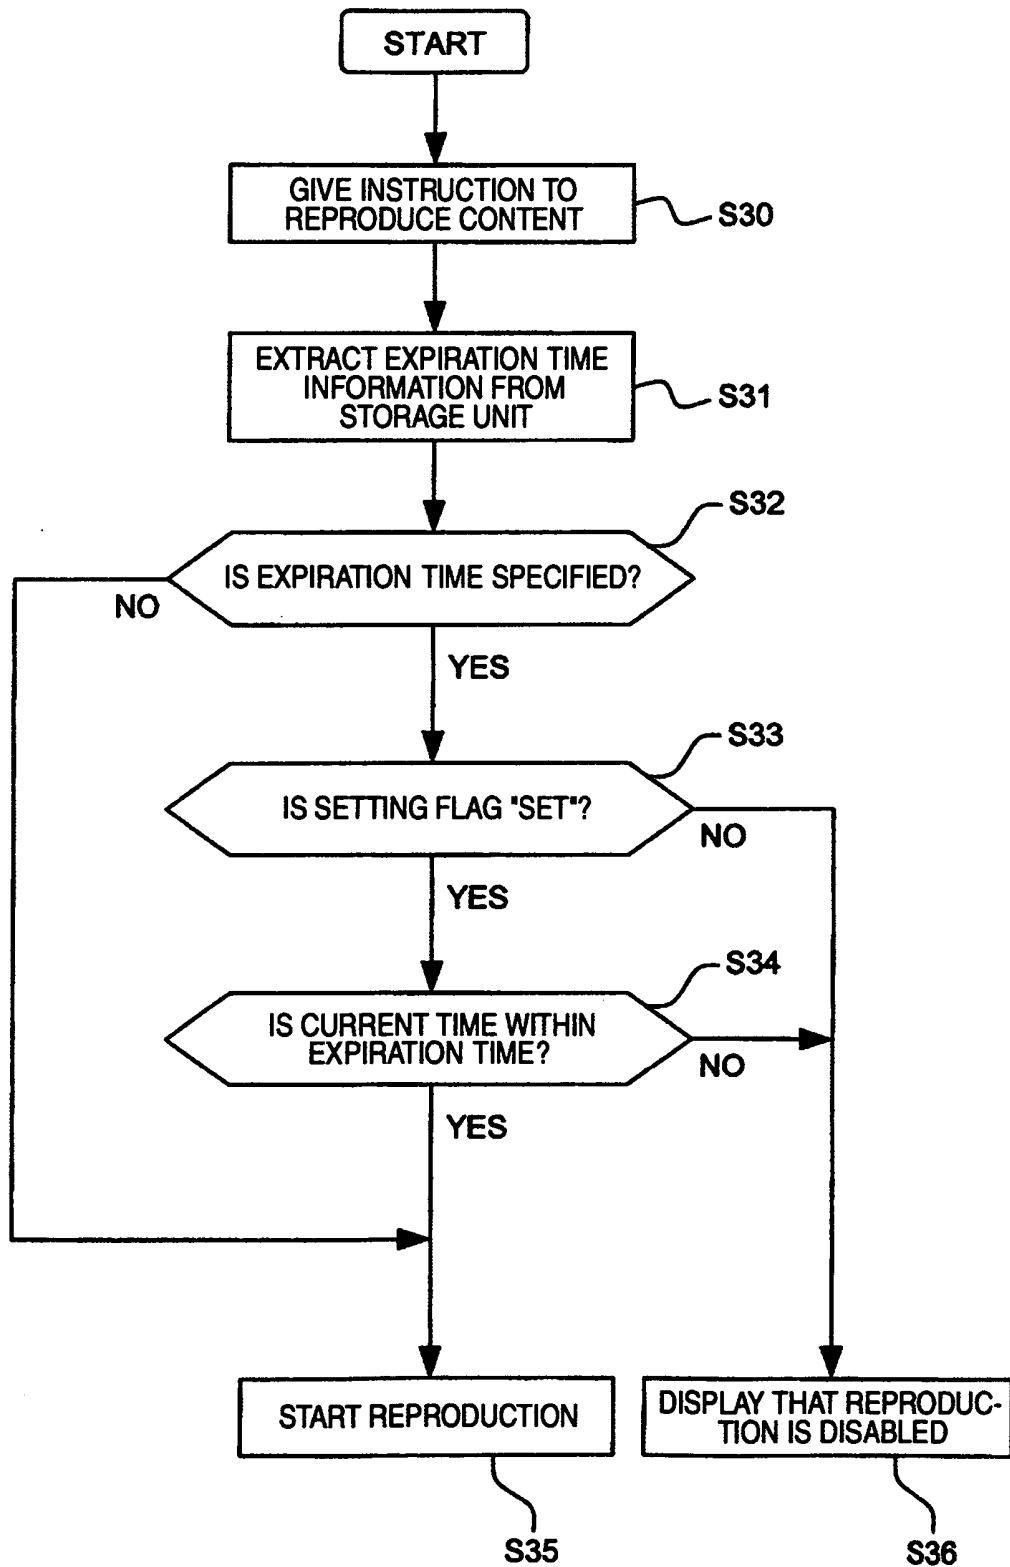 START
GIVE INSTRUCTION TO
REPRODUCE CONTENT
S30
EXTRACT EXPIRATION TIME
INFORMATION FROM
STORAGE UNIT
S31
S32
IS EXPIRATION TIME SPECIFIED?
NO
YES
S33
IS SETTING FLAG "SET"?
NO
YES
S34
IS CURRENT TIME WITHIN
EXPIRATION TIME?
NO
YES
START REPRODUCTION
DISPLAY THAT REPRODUC-
TION IS DISABLED
S35
S36